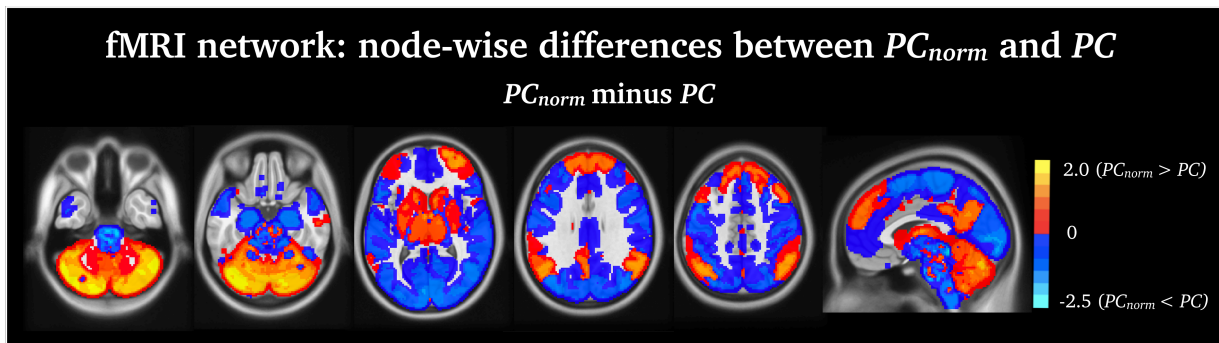 fMRI network: node-wise differences between PCnorm and PC
PCnorm minus PC
2.0 (PCnorm > PC)
0
-2.5 (PCnorm < PC)